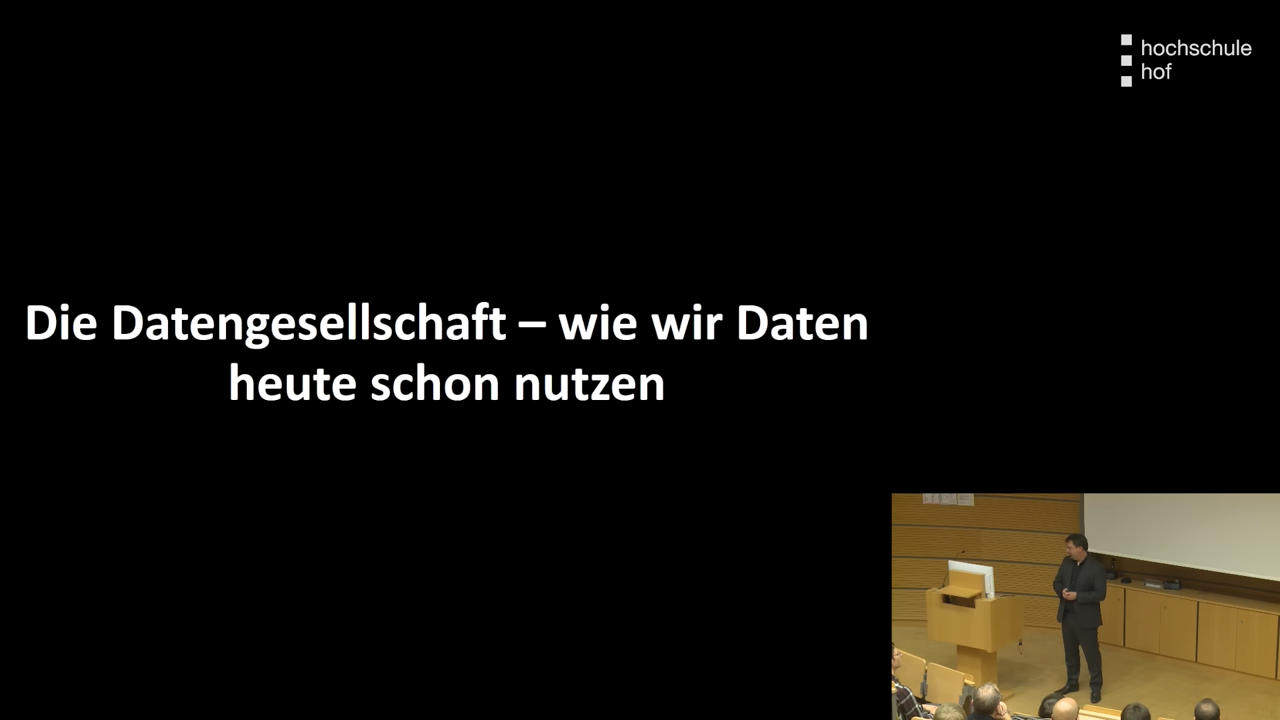 hochschule
hof
Die Datengesellschaft – wie wir Daten
heute schon nutzen